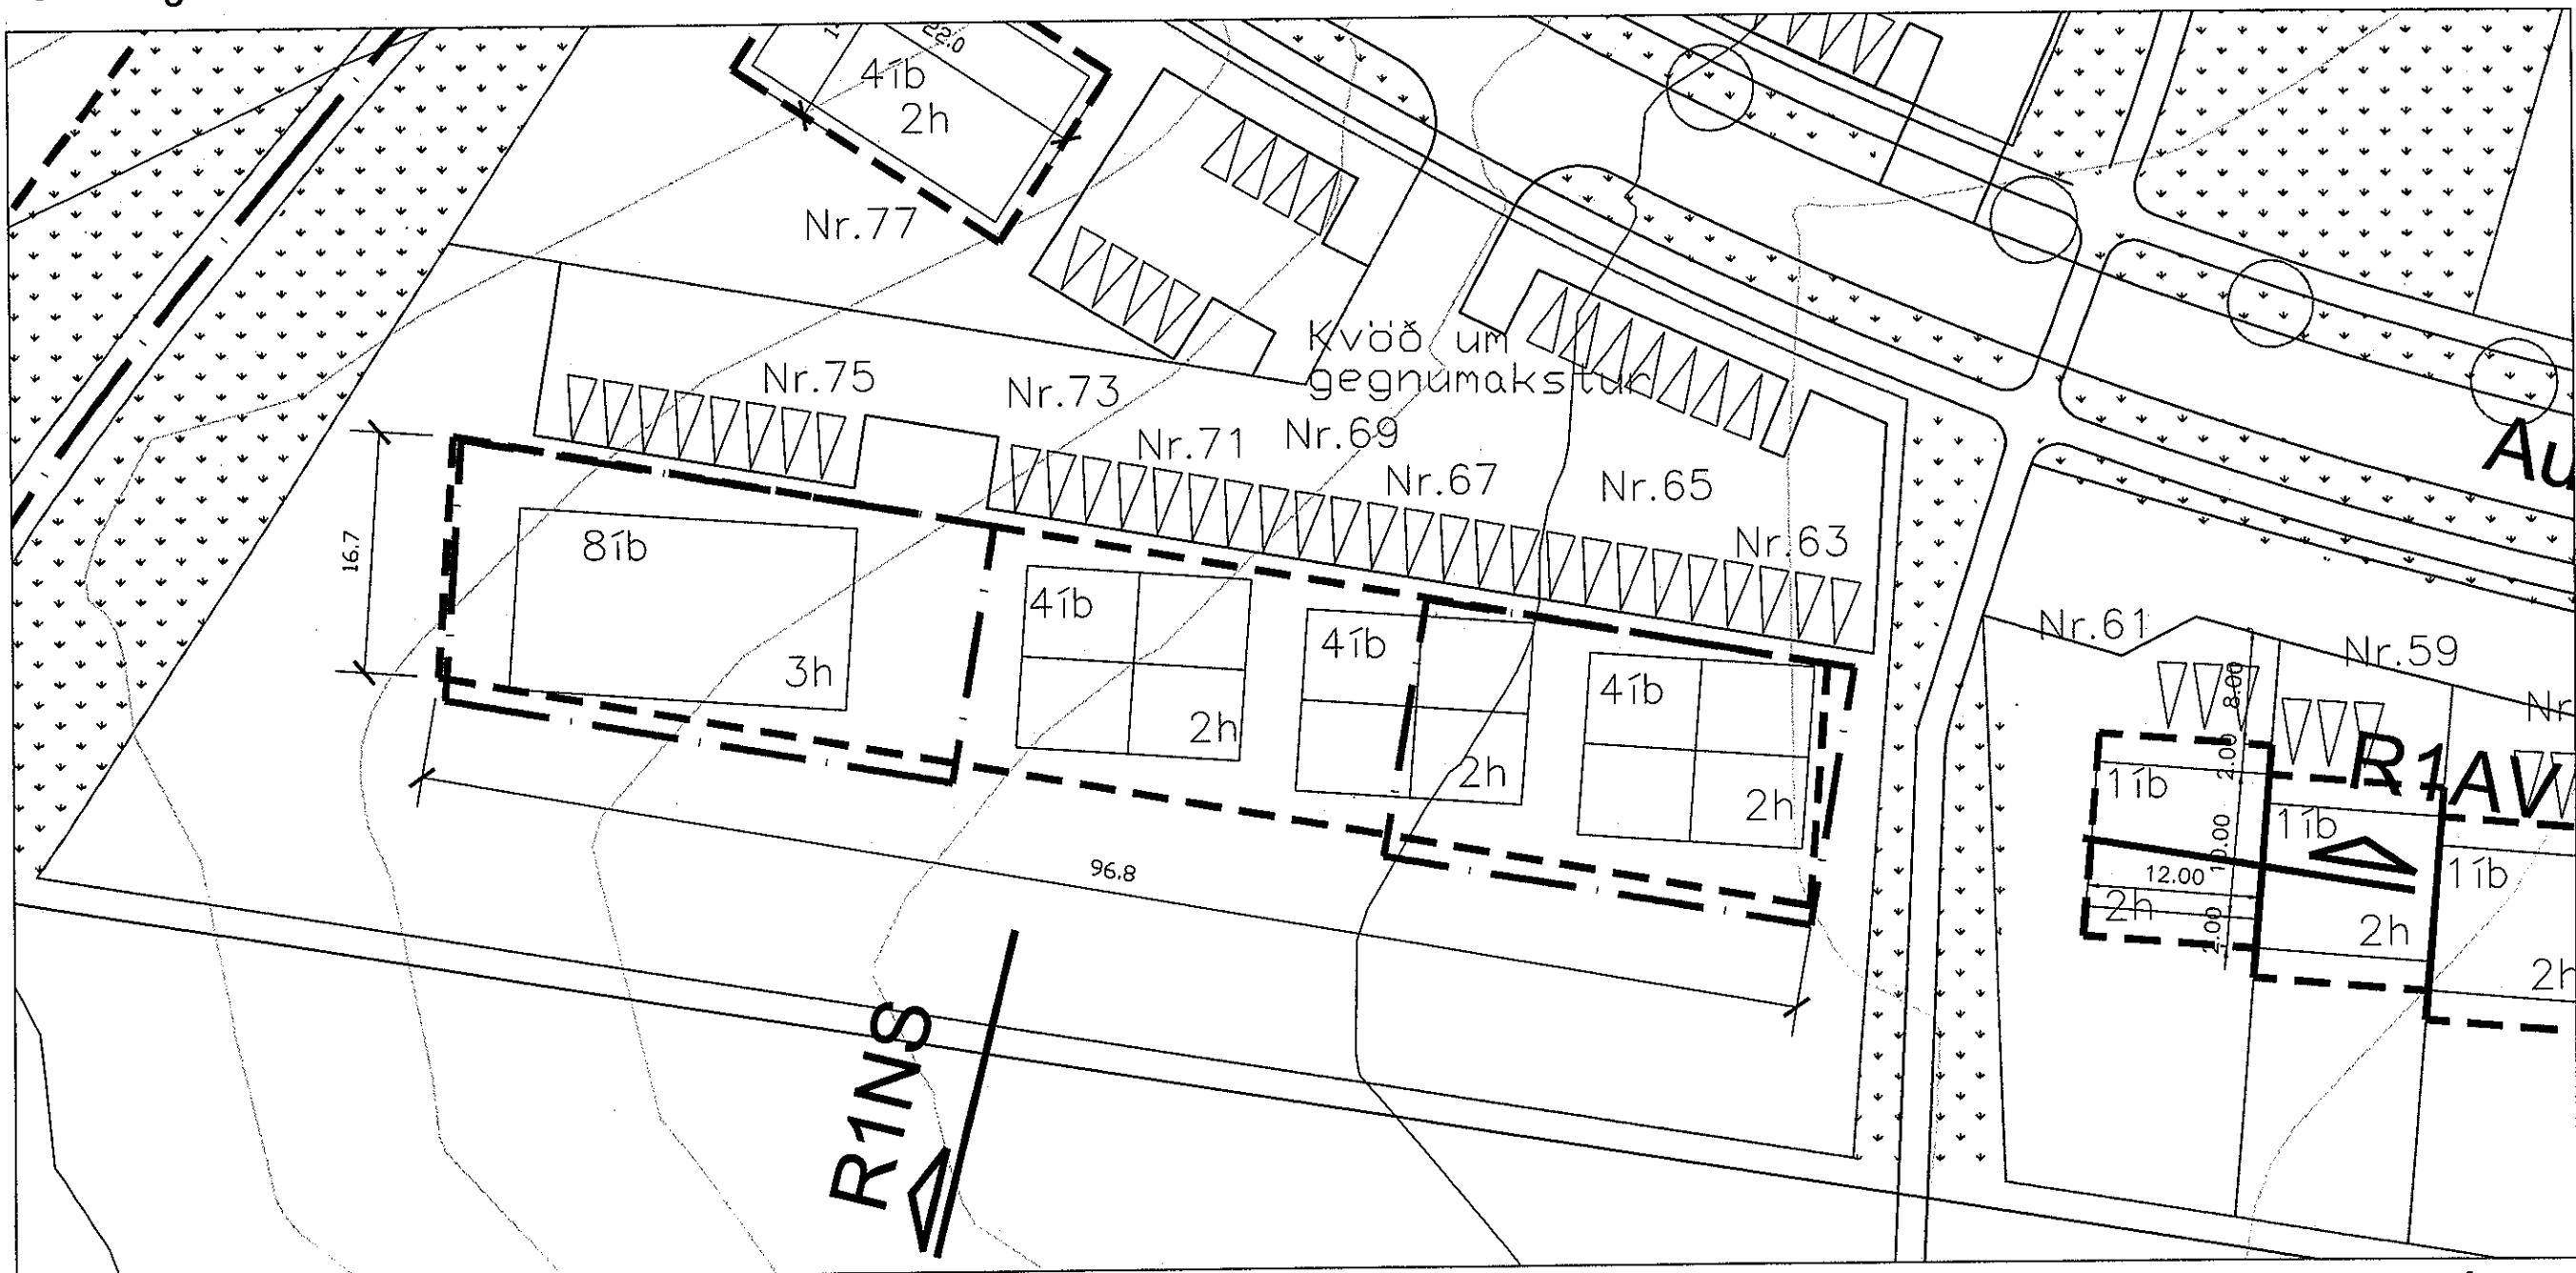 22.0
4íb
2h
Nr.77
Kvöð um
gegnumakstur
Nr.75
Nr.73
Nr.71
Nr.69
Nr.67
Nr.65
Nr.63
Nr.61
Nr.59
Nr
Au
16.7
8íb
3h
4íb
2h
4íb
2h
4íb
2h
96.8
R1NS
R1AV
8.00
2.00
10.00
12.00
2.00
1íb
2h
1íb
2h
1íb
2h